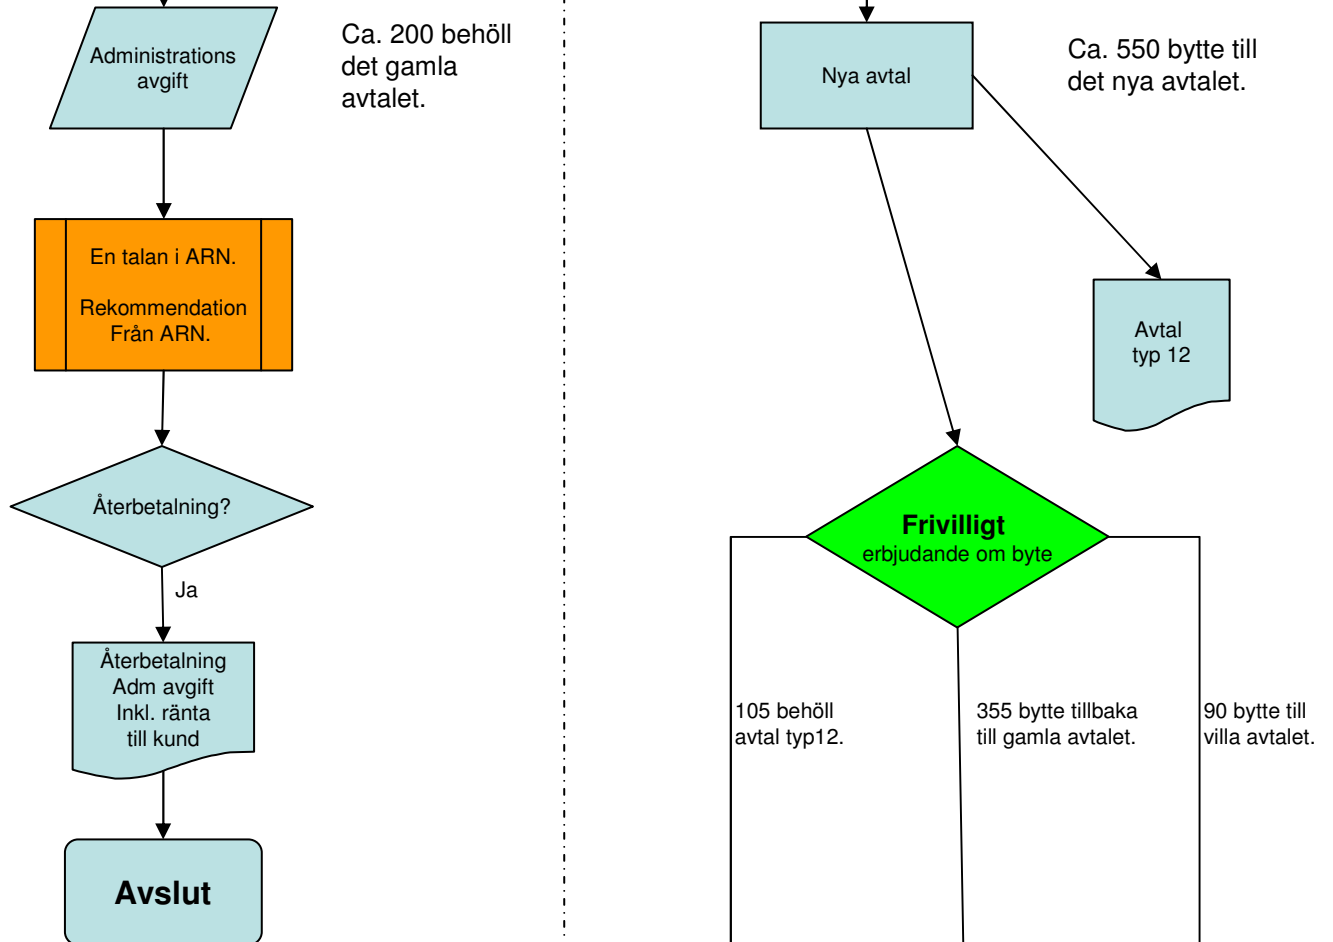 Administrations
avgift
Ca. 200 behöll
det gamla
avtalet.
En talan i ARN.
Rekommendation
Från ARN.
Återbetalning?
Ja
Återbetalning
Adm avgift
Inkl. ränta
till kund
Avslut
Nya avtal
Ca. 550 bytte till
det nya avtalet.
Avtal
typ 12
Frivilligt
erbjudande om byte
105 behöll
avtal typ12.
355 bytte tillbaka
till gamla avtalet.
90 bytte till
villa avtalet.